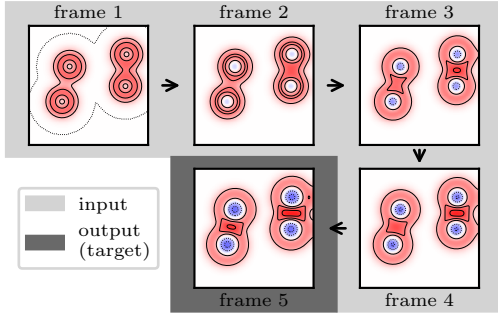 frame 1
frame 2
frame 3
input
output
(target)
frame 5
frame 4